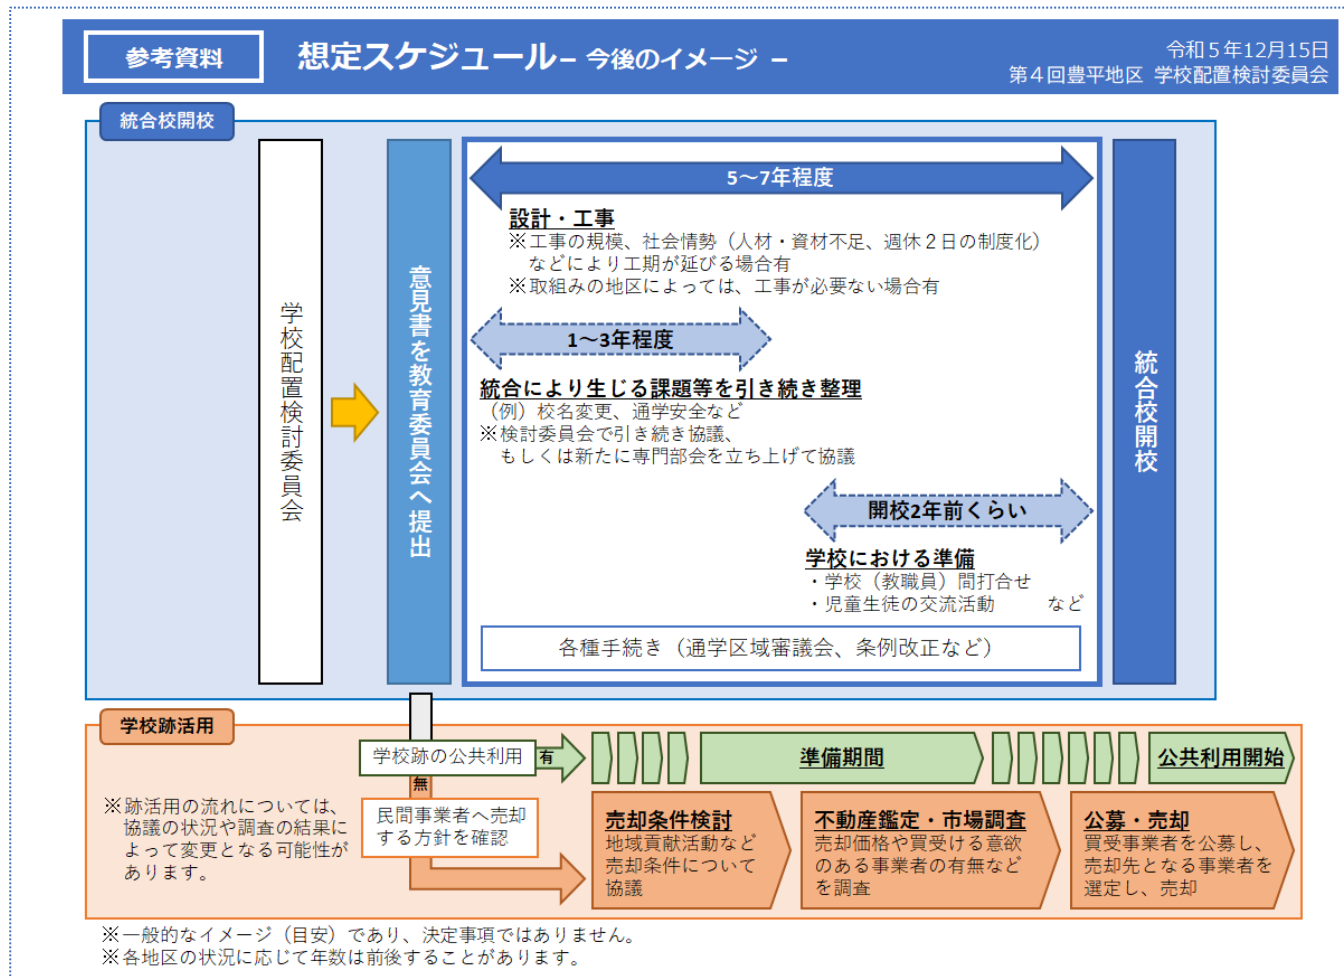 参考資料
想定スケジュール– 今後のイメージ –
令和５年12月15日
第４回豊平地区 学校配置検討委員会
統合校開校
学校配置検討委員会
意見書を教育委員会へ提出
5～7年程度
設計・工事
※工事の規模、社会情勢（人材・資材不足、週休２日の制度化）
などにより工期が延びる場合有
※取組みの地区によっては、工事が必要ない場合有
1～3年程度
統合により生じる課題等を引き続き整理
（例）校名変更、通学安全など
※検討委員会で引き続き協議、
もしくは新たに専門部会を立ち上げて協議
開校2年前くらい
学校における準備
・学校（教職員）間打合せ
・児童生徒の交流活動　　など
各種手続き（通学区域審議会、条例改正など）
統合校開校
学校跡活用
※跡活用の流れについては、
協議の状況や調査の結果に
よって変更となる可能性が
あります。
学校跡の公共利用
有
準備期間
公共利用開始
無
民間事業者へ売却
する方針を確認
売却条件検討
地域貢献活動など
売却条件について
協議
不動産鑑定・市場調査
売却価格や買受ける意欲
のある事業者の有無など
を調査
公募・売却
買受事業者を公募し、
売却先となる事業者を
選定し、売却
※一般的なイメージ（目安）であり、決定事項ではありません。
※各地区の状況に応じて年数は前後することがあります。